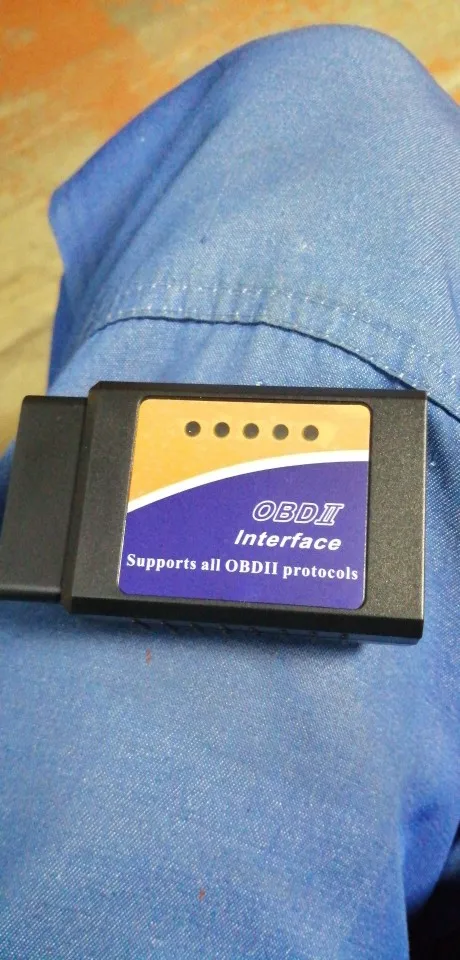 OBDII
Interface
Supports all OBDII protocols